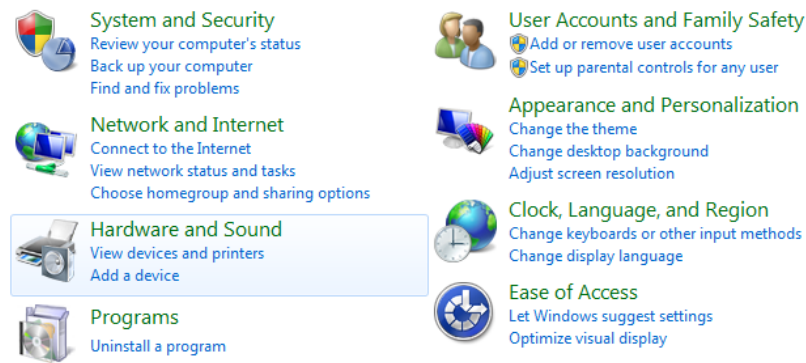 System and Security
Review your computer's status
Back up your computer
Find and fix problems
Network and Internet
Connect to the Internet
View network status and tasks
Choose homegroup and sharing options
Hardware and Sound
View devices and printers
Add a device
Programs
Uninstall a program
User Accounts and Family Safety
Add or remove user accounts
Set up parental controls for any user
Appearance and Personalization
Change the theme
Change desktop background
Adjust screen resolution
Clock, Language, and Region
Change keyboards or other input methods
Change display language
Ease of Access
Let Windows suggest settings
Optimize visual display